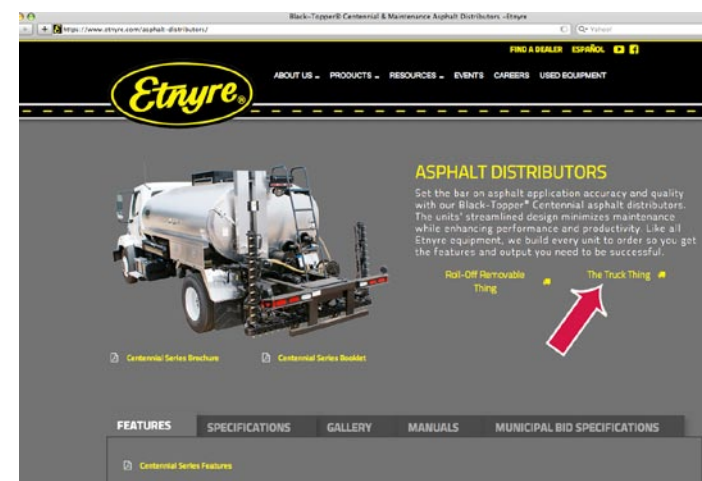 Black-Topper® Centennial & Maintenance Asphalt Distributors -Etnyre
https://www.etnyre.com/asphalt-distributors/
Q- Yahoo!
FIND A DEALER ESPAÑOL
ABOUT US PRODUCTS RESOURCES EVENTS CAREERS USED EQUIPMENT
Etnyre®
ASPHALT DISTRIBUTORS
Set the bar on asphalt application accuracy and quality
with our Black-Topper® Centennial asphalt distributors.
The units' streamlined design minimizes maintenance
while enhancing performance and productivity. Like all
Etnyre equipment, we build every unit to order so you get
the features and output you need to be successful.
Roll-Off Removable
Thing
The Truck Thing
Centennial Series Brochure
Centennial Series Booklet
FEATURES SPECIFICATIONS GALLERY MANUALS MUNICIPAL BID SPECIFICATIONS
Centennial Series Features